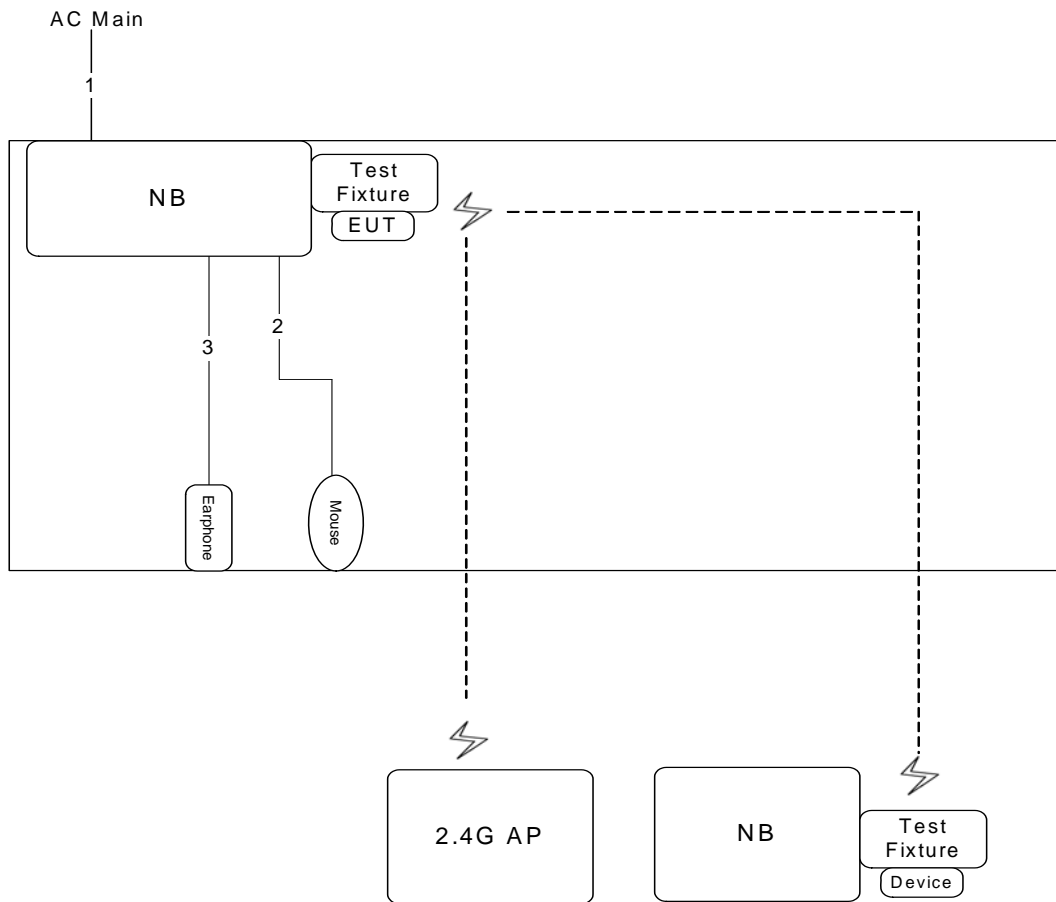 AC Main
1
NB
Test
Fixture
EUT
2
3
Earphone
Mouse
2.4G AP
NB
Test
Fixture
Device